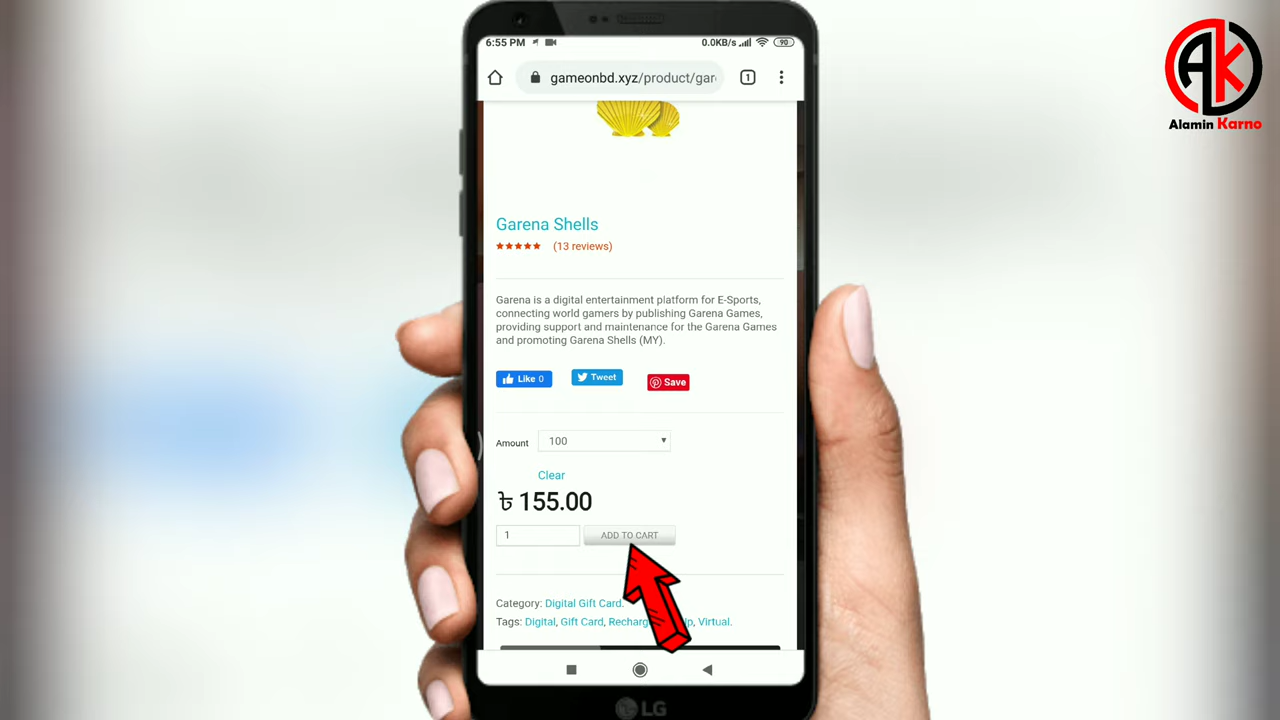 6:55 PM
0.0KB/s
90
gameonbd.xyz/product/gar
1
Garena Shells
(13 reviews)
Garena is a digital entertainment platform for E-Sports,
connecting world gamers by publishing Garena Games,
providing support and maintenance for the Garena Games
and promoting Garena Shells (MY).
Like 0
Tweet
Save
Amount
100
Clear
৳ 155.00
1
ADD TO CART
Category: Digital Gift Card.
Tags: Digital, Gift Card, Virtual.
LG
AK
Alamin Karno